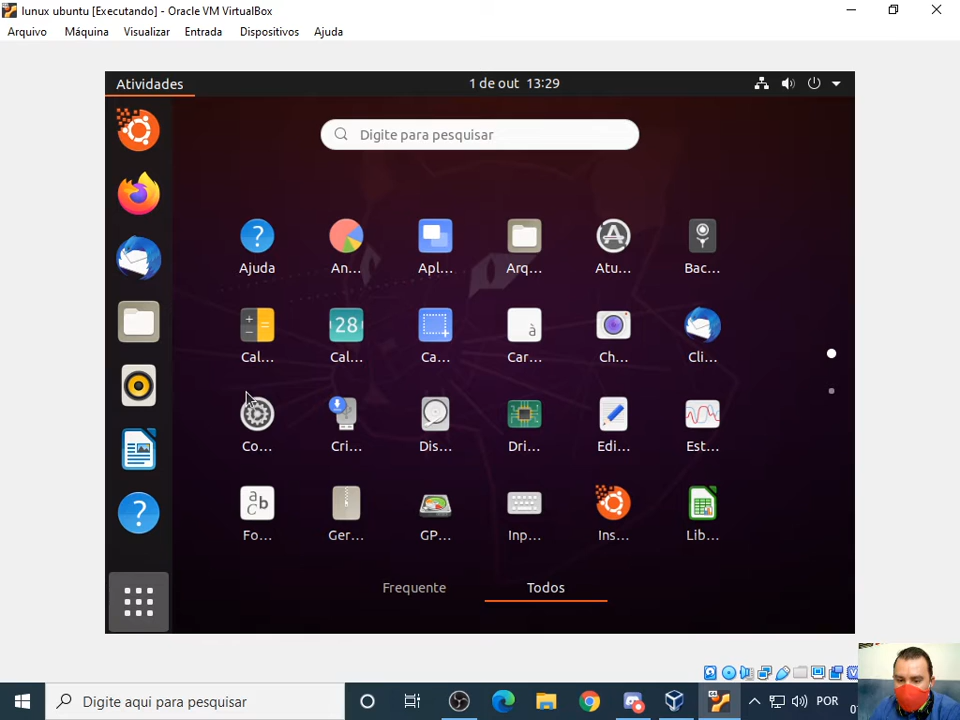 lunux ubuntu [Executando] - Oracle VM VirtualBox
Arquivo Máquina Visualizar Entrada Dispositivos Ajuda
Atividades 1 de out 13:29
Digite para pesquisar
Ajuda An... Apl... Arq... Atu... Bac...
28
Cal... Cal... Ca... Car... Ch... Cli...
Co... Cri... Dis... Dri... Edi... Est...
Fo... Ger... GP... Inp... Ins... Lib...
Frequente Todos
Digite aqui para pesquisar POR